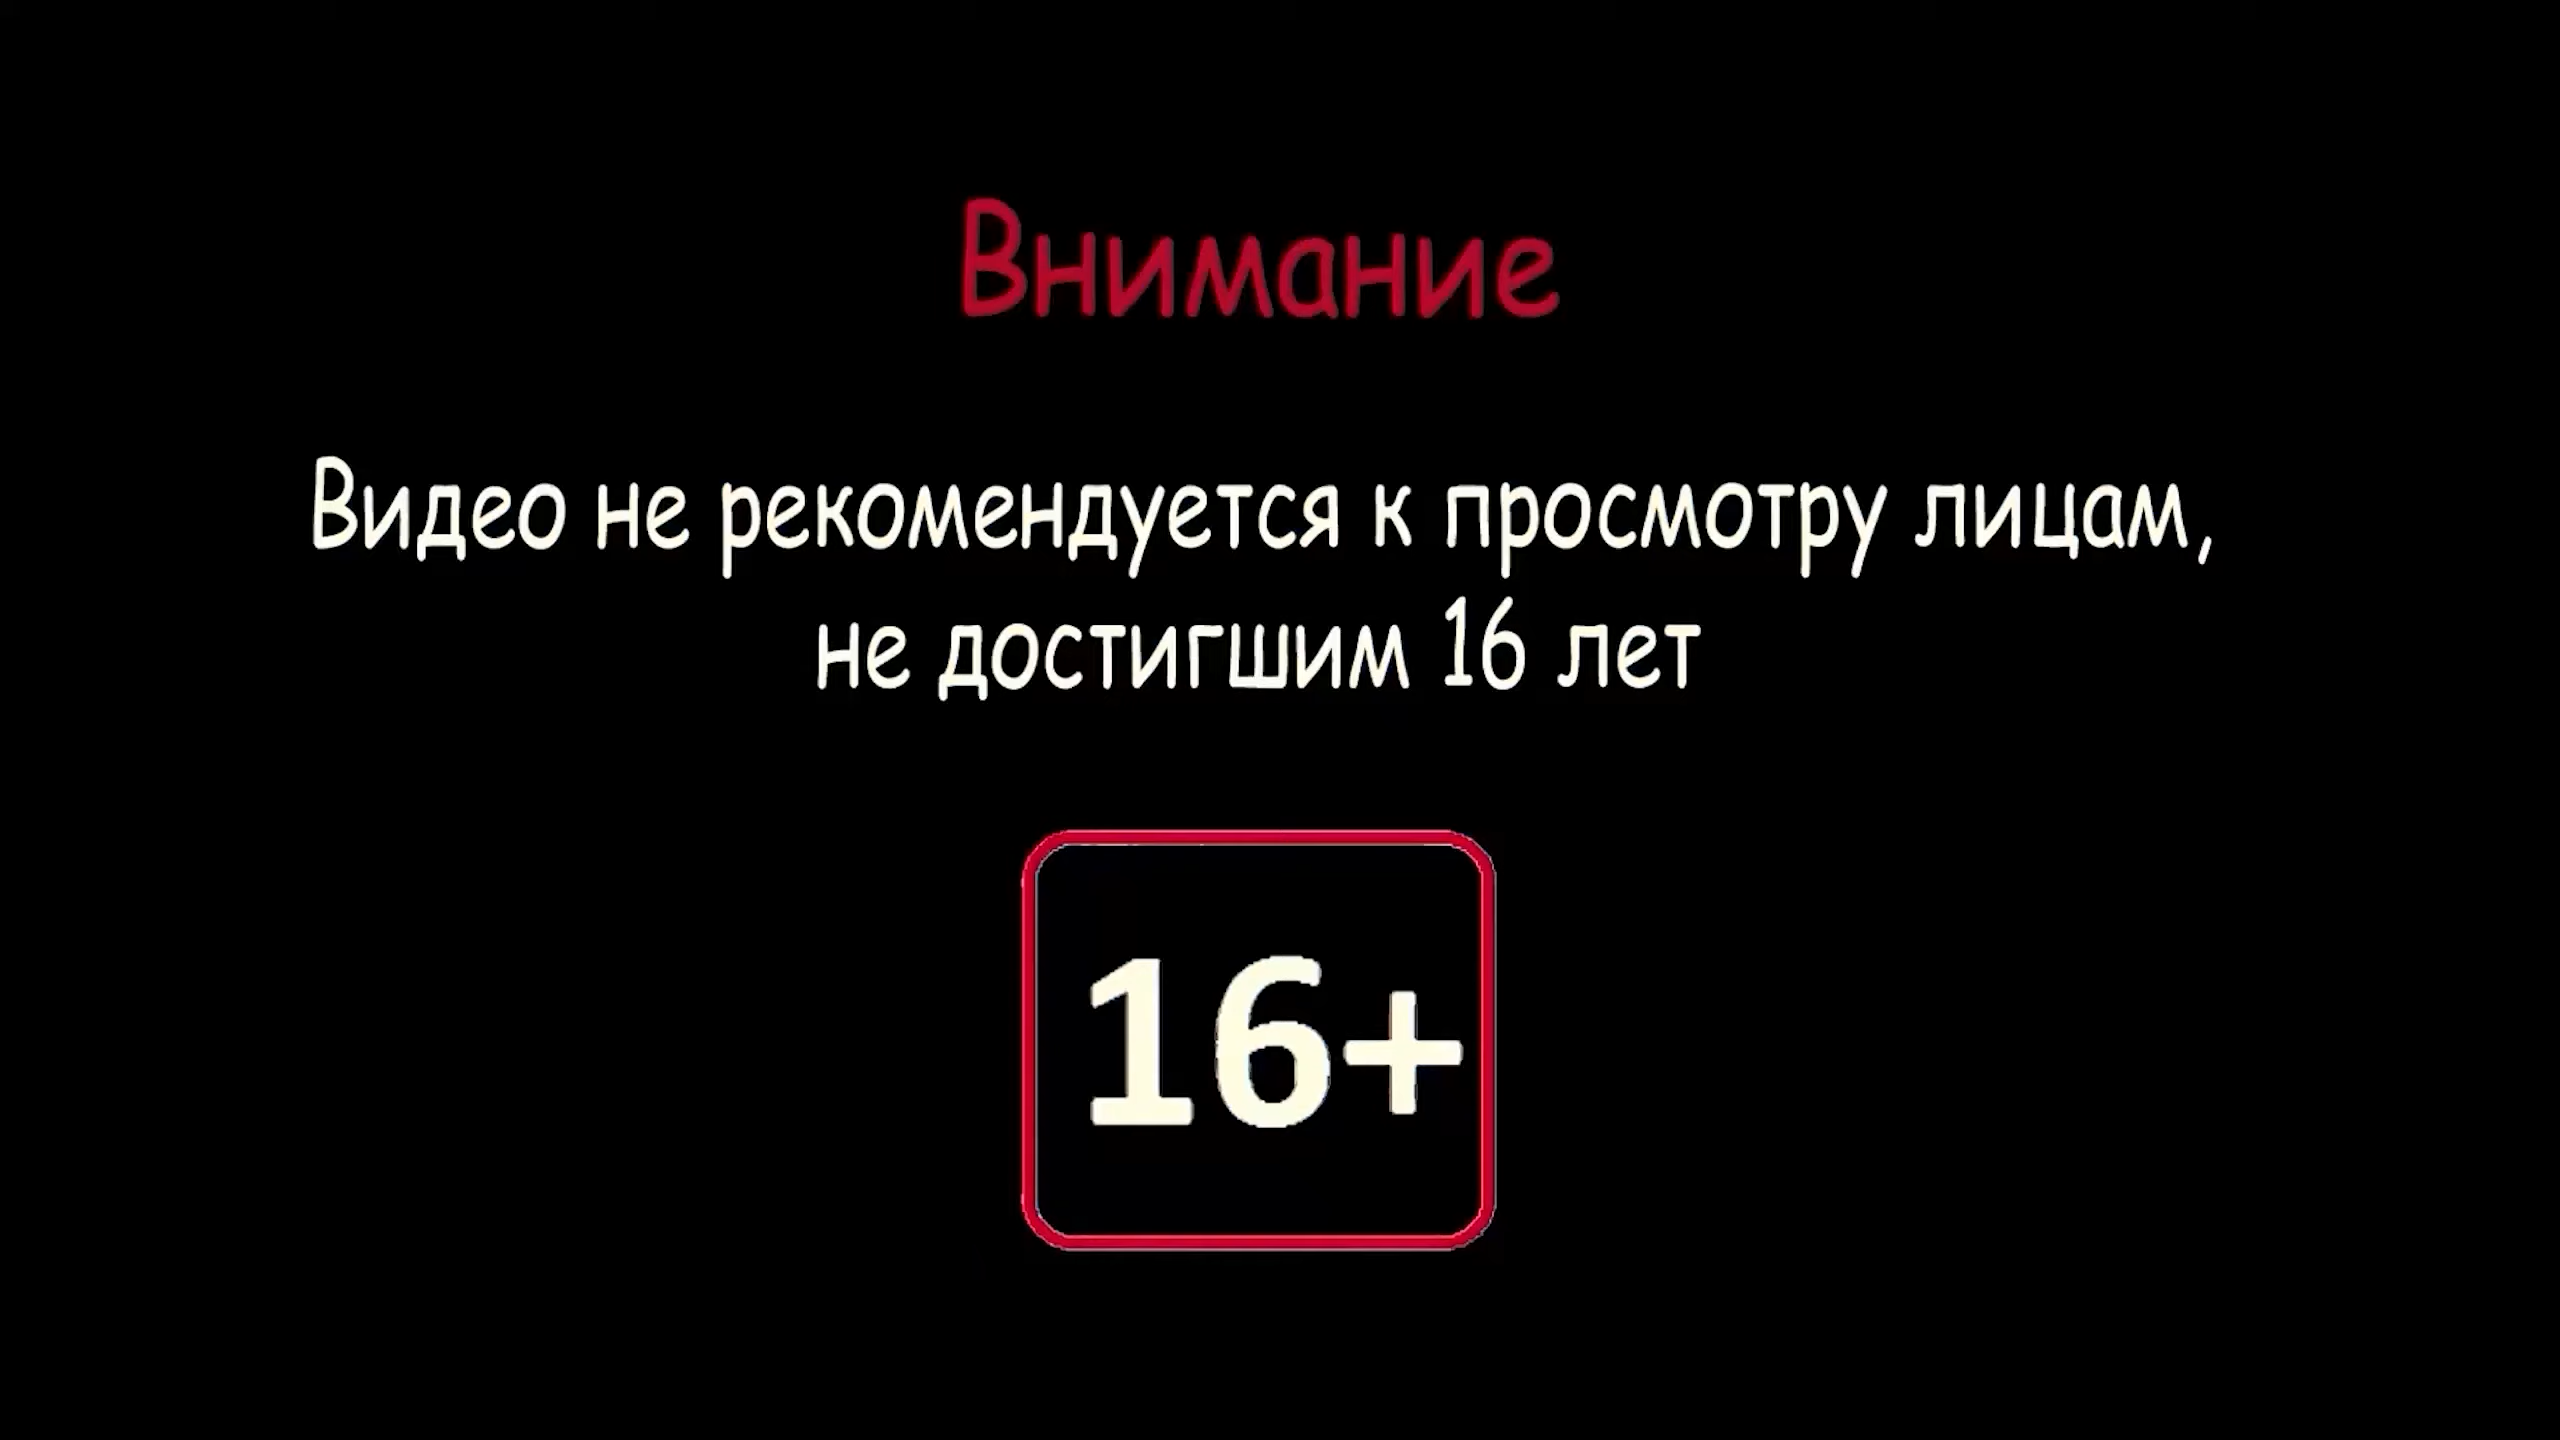 Внимание
Видео не рекомендуется к просмотру лицам,
не достигшим 16 лет
16+